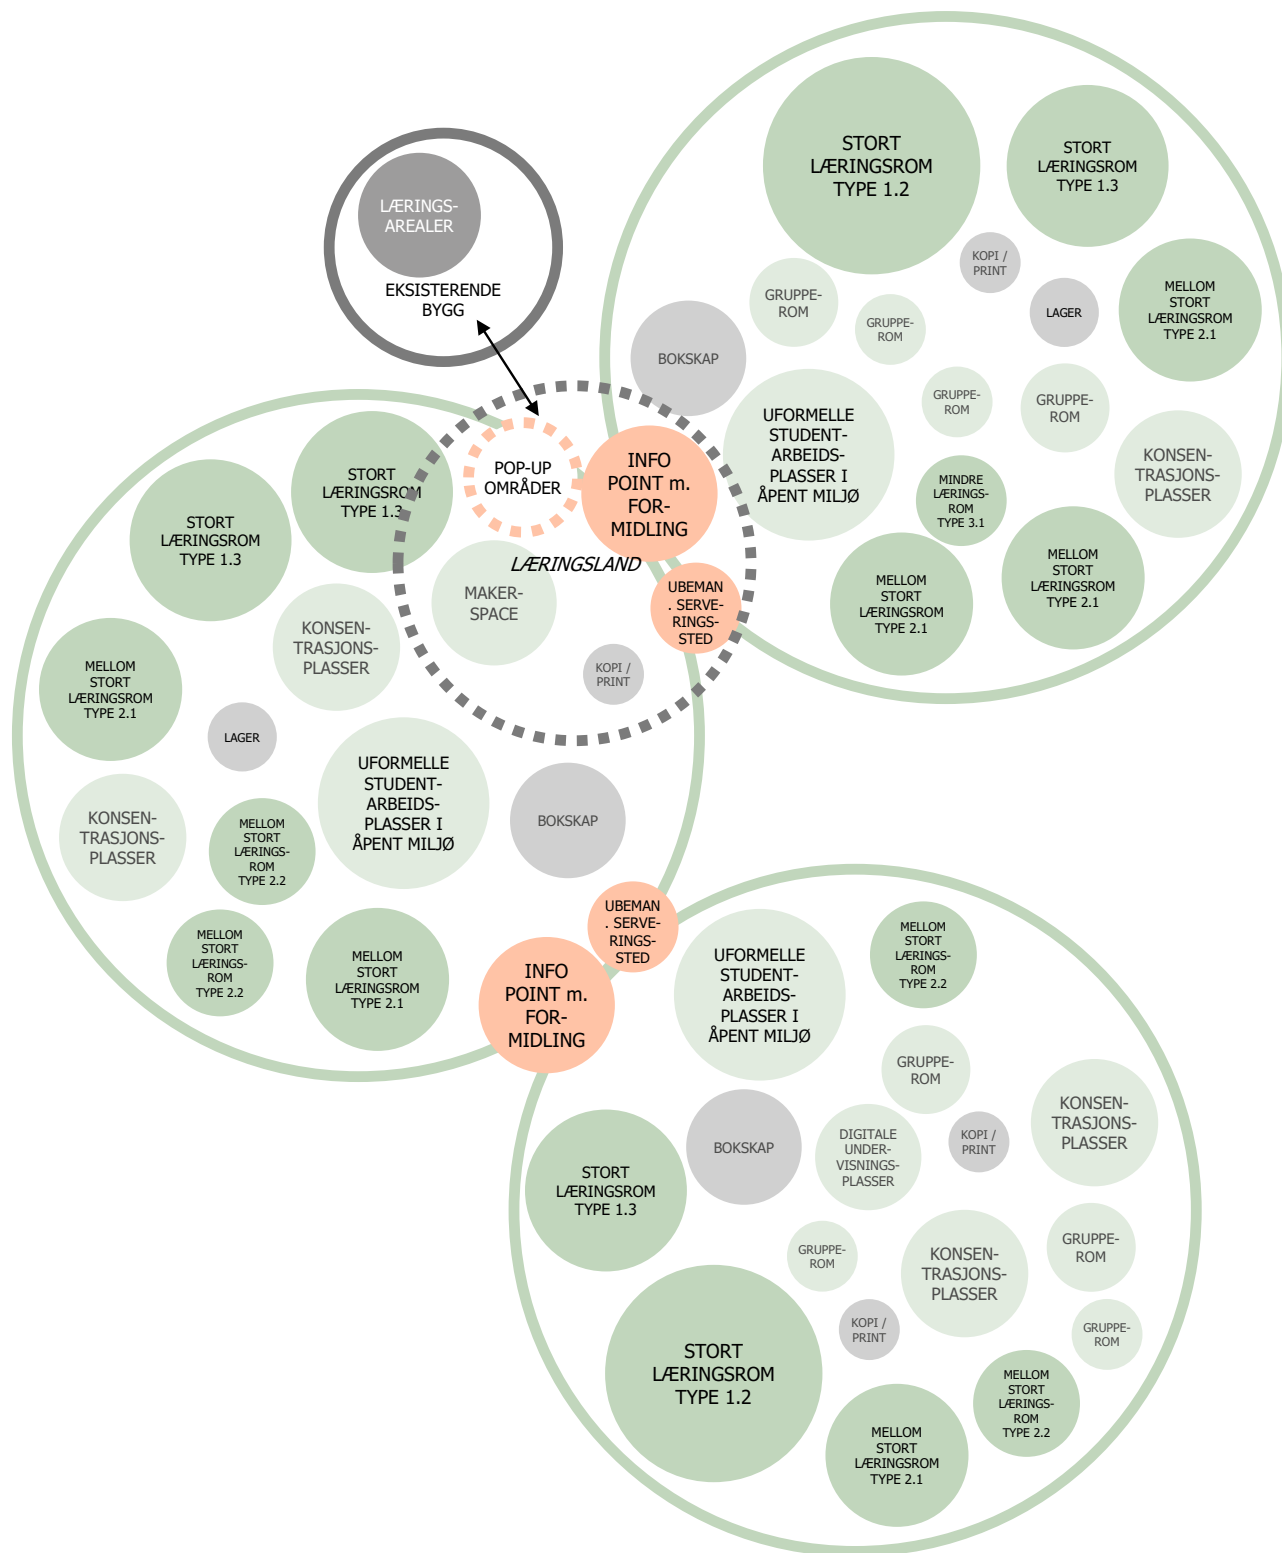 STORT
LÆRINGSROM
TYPE 1.2
STORT
LÆRINGSROM
TYPE 1.3
LÆRINGS-
AREALER
EKSISTERENDE
BYGG
KOPI /
PRINT
GRUPPE-
ROM
GRUPPE-
ROM
LAGER
MELLOM
STORT
LÆRINGSROM
TYPE 2.1
BOKSKAP
GRUPPE-
ROM
GRUPPE-
ROM
UFORMELLE
STUDENT-
ARBEIDS-
PLASSER I
ÅPENT MILJØ
KONSEN-
TRASJONS-
PLASSER
MINDRE
LÆRINGS-
ROM
TYPE 3.1
MELLOM
STORT
LÆRINGSROM
TYPE 2.1
MELLOM
STORT
LÆRINGSROM
TYPE 2.1
POP-UP
OMRÅDER
INFO
POINT m.
FOR-
MIDLING
LÆRINGSLAND
MAKER-
SPACE
UBEMAN
. SERVE-
RINGS-
STED
KOPI /
PRINT
STORT
LÆRINGSROM
TYPE 1.3
STORT
LÆRINGSROM
TYPE 1.3
KONSEN-
TRASJONS-
PLASSER
MELLOM
STORT
LÆRINGSROM
TYPE 2.1
LAGER
UFORMELLE
STUDENT-
ARBEIDS-
PLASSER I
ÅPENT MILJØ
BOKSKAP
KONSEN-
TRASJONS-
PLASSER
MELLOM
STORT
LÆRINGS-
ROM
TYPE 2.2
MELLOM
STORT
LÆRINGS-
ROM
TYPE 2.2
MELLOM
STORT
LÆRINGSROM
TYPE 2.1
UBEMAN
. SERVE-
RINGS-
STED
INFO
POINT m.
FOR-
MIDLING
UFORMELLE
STUDENT-
ARBEIDS-
PLASSER I
ÅPENT MILJØ
MELLOM
STORT
LÆRINGS-
ROM
TYPE 2.2
GRUPPE-
ROM
KONSEN-
TRASJONS-
PLASSER
BOKSKAP
DIGITALE
UNDER-
VISNINGS-
PLASSER
KOPI /
PRINT
STORT
LÆRINGSROM
TYPE 1.3
GRUPPE-
ROM
KONSEN-
TRASJONS-
PLASSER
GRUPPE-
ROM
KOPI /
PRINT
GRUPPE-
ROM
STORT
LÆRINGSROM
TYPE 1.2
MELLOM
STORT
LÆRINGS-
ROM
TYPE 2.2
MELLOM
STORT
LÆRINGSROM
TYPE 2.1